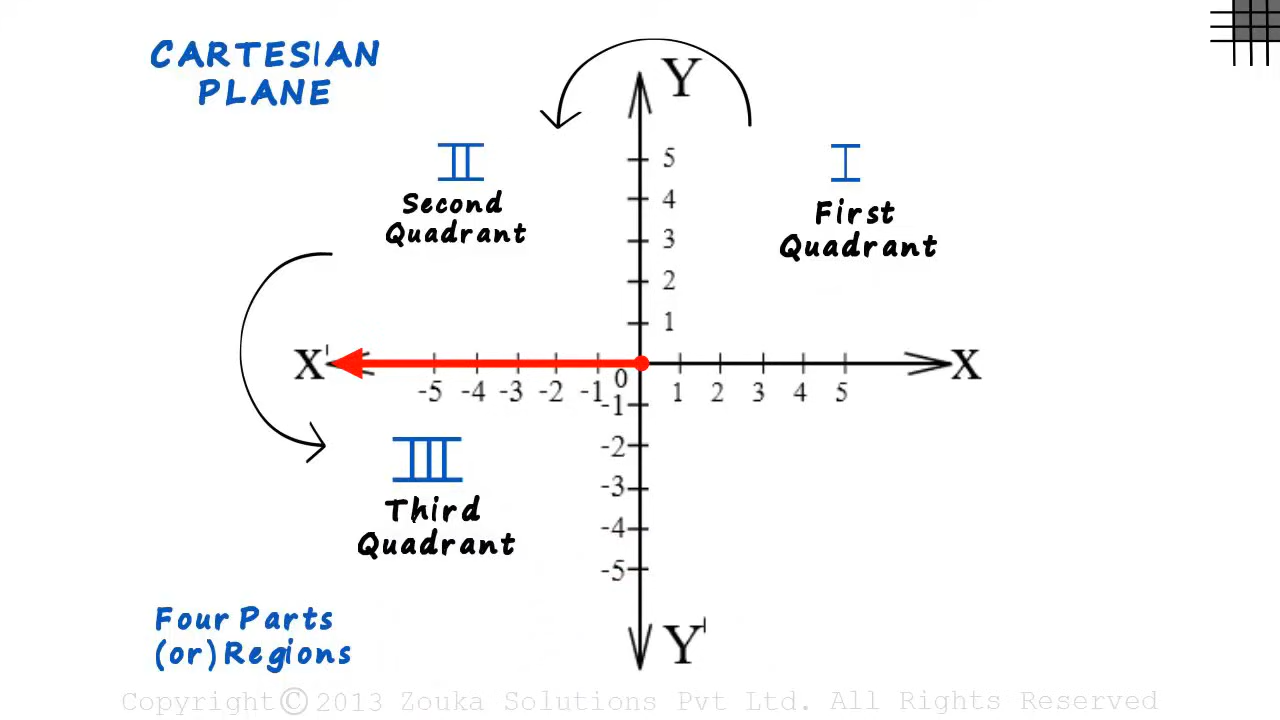 CARTESIAN
PLANE
Y
II
Second
Quadrant
I
First
Quadrant
5
4
3
2
1
X'
X
0
-5 -4 -3 -2 -1
1 2 3 4 5
-1
-2
-3
-4
-5
III
Third
Quadrant
Four Parts
(or) Regions
Y'
Copyright © 2013 Zouka Solutions Pvt Ltd. All Rights Reserved